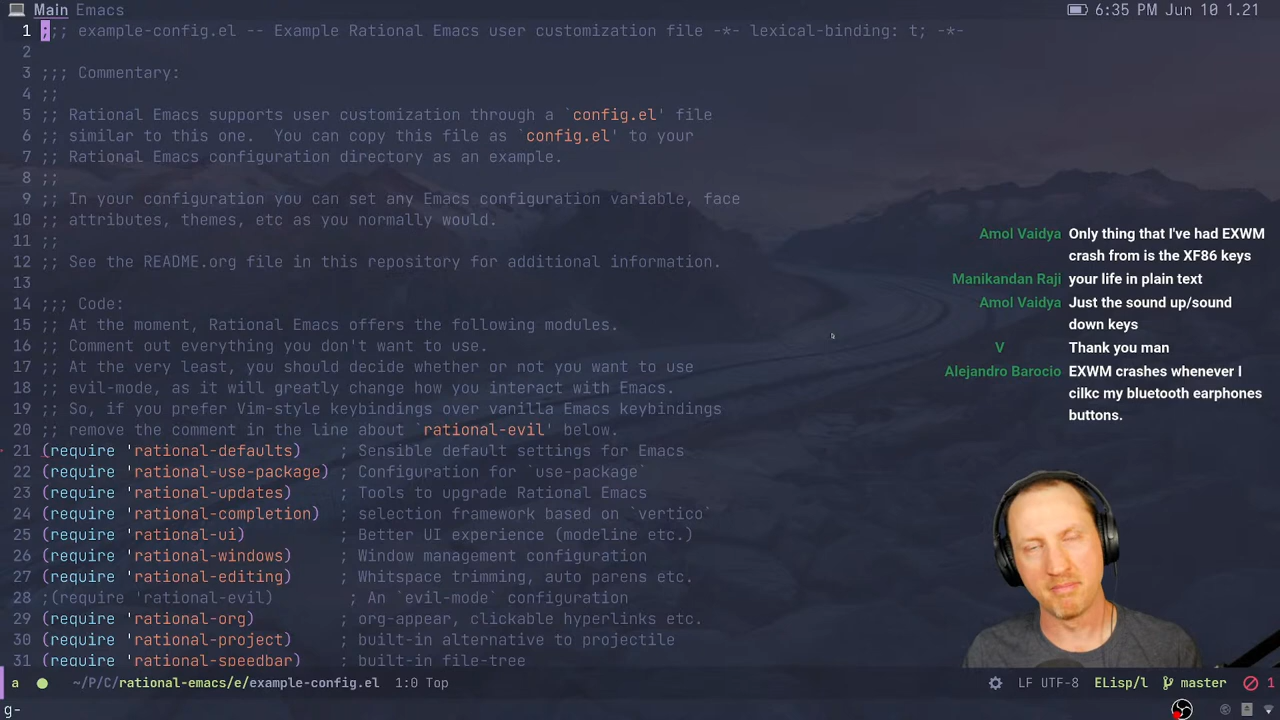 Main Emacs
6:35 PM Jun 10 1.21
1 ;;; example-config.el -- Example Rational Emacs user customization file -*- lexical-binding: t; -*-
2
3 ;;; Commentary:
4 ;;
5 ;; Rational Emacs supports user customization through a `config.el' file
6 ;; similar to this one.  You can copy this file as `config.el' to your
7 ;; Rational Emacs configuration directory as an example.
8 ;;
9 ;; In your configuration you can set any Emacs configuration variable, face
10 ;; attributes, themes, etc as you normally would.
11 ;;
12 ;; See the README.org file in this repository for additional information.
13
14 ;;; Code:
15 ;; At the moment, Rational Emacs offers the following modules.
16 ;; Comment out everything you don't want to use.
17 ;; At the very least, you should decide whether or not you want to use
18 ;; evil-mode, as it will greatly change how you interact with Emacs.
19 ;; So, if you prefer Vim-style keybindings over vanilla Emacs keybindings
20 ;; remove the comment in the line about `rational-evil' below.
21 (require 'rational-defaults)    ; Sensible default settings for Emacs
22 (require 'rational-use-package) ; Configuration for `use-package`
23 (require 'rational-updates)     ; Tools to upgrade Rational Emacs
24 (require 'rational-completion)  ; selection framework based on `vertico`
25 (require 'rational-ui)          ; Better UI experience (modeline etc.)
26 (require 'rational-windows)     ; Window management configuration
27 (require 'rational-editing)     ; Whitspace trimming, auto parens etc.
28 ;(require 'rational-evil)        ; An `evil-mode` configuration
29 (require 'rational-org)         ; org-appear, clickable hyperlinks etc.
30 (require 'rational-project)     ; built-in alternative to projectile
31 (require 'rational-speedbar)    ; built-in file-tree
Amol Vaidya Only thing that I've had EXWM
crash from is the XF86 keys
Manikandan Raji your life in plain text
Amol Vaidya Just the sound up/sound
down keys
V Thank you man
Alejandro Barocio EXWM crashes whenever I
cilkc my bluetooth earphones
buttons.
a ~/P/C/rational-emacs/e/example-config.el 1:0 Top LF UTF-8 ELisp/l master 1
g-